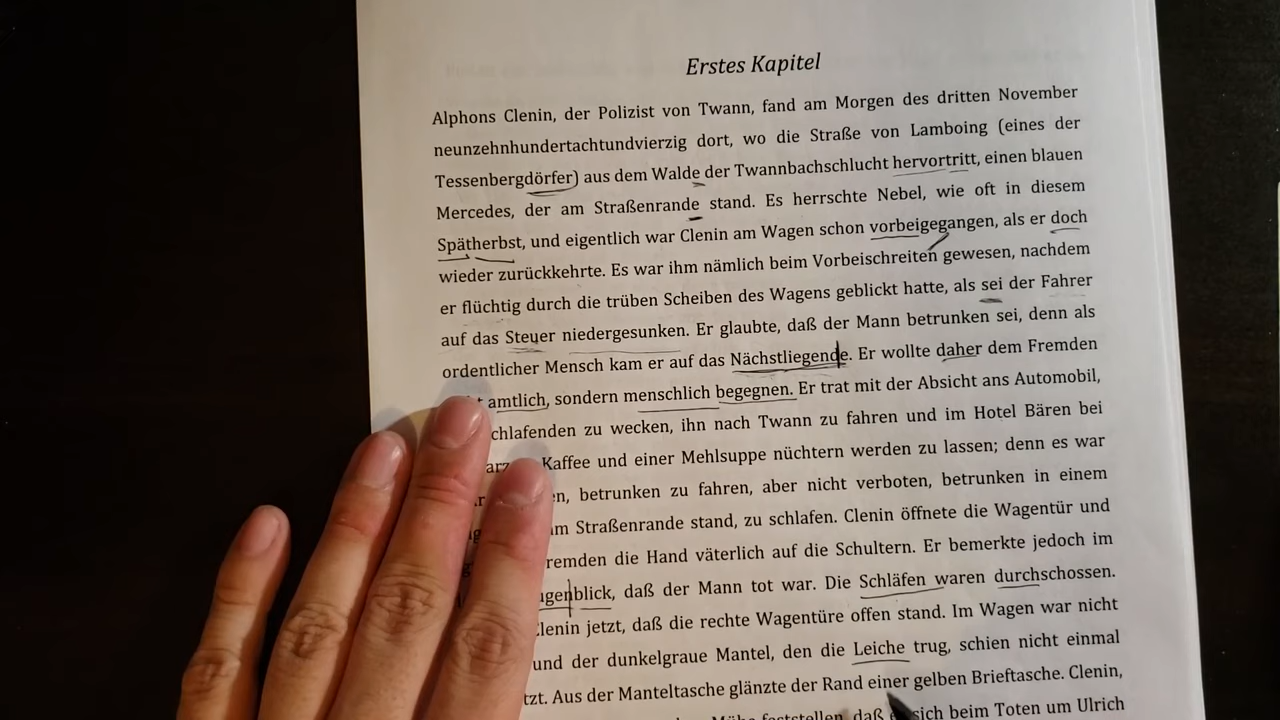 Erstes Kapitel
Alphons Clenin, der Polizist von Twann, fand am Morgen des dritten November
neunzehnhundertachtundvierzig dort, wo die Straße von Lamboing (eines der
Tessenbergdörfer) aus dem Walde der Twannbachschlucht hervortritt, einen blauen
Mercedes, der am Straßenrande stand. Es herrschte Nebel, wie oft in diesem
Spätherbst, und eigentlich war Clenin am Wagen schon vorbeigegangen, als er doch
wieder zurückkehrte. Es war ihm nämlich beim Vorbeischreiten gewesen, nachdem
er flüchtig durch die trüben Scheiben des Wagens geblickt hatte, als sei der Fahrer
auf das Steuer niedergesunken. Er glaubte, daß der Mann betrunken sei, denn als
ordentlicher Mensch kam er auf das Nächstliegende. Er wollte daher dem Fremden
amtlich, sondern menschlich begegnen. Er trat mit der Absicht ans Automobil,
chlafenden zu wecken, ihn nach Twann zu fahren und im Hotel Bären bei
Kaffee und einer Mehlsuppe nüchtern werden zu lassen; denn es war
betrunken zu fahren, aber nicht verboten, betrunken in einem
m Straßenrande stand, zu schlafen. Clenin öffnete die Wagentür und
remden die Hand väterlich auf die Schultern. Er bemerkte jedoch im
genblick, daß der Mann tot war. Die Schläfen waren durchschossen.
Clenin jetzt, daß die rechte Wagentüre offen stand. Im Wagen war nicht
und der dunkelgraue Mantel, den die Leiche trug, schien nicht einmal
tzt. Aus der Manteltasche glänzte der Rand einer gelben Brieftasche. Clenin,
Mühe feststellen, daß sich beim Toten um Ulrich